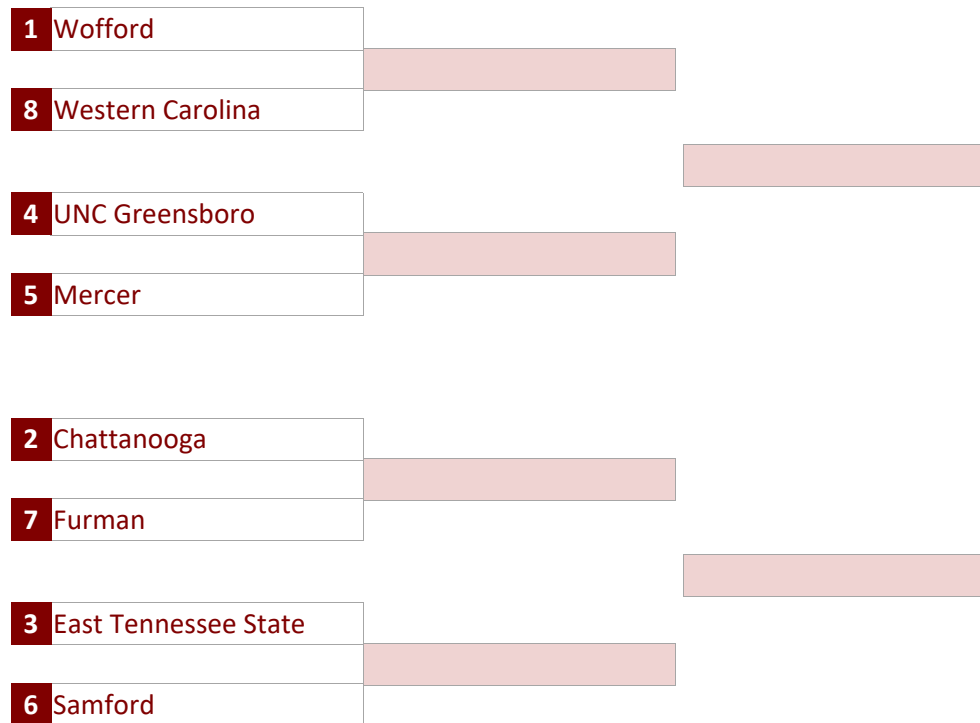 1 Wofford
8 Western Carolina
4 UNC Greensboro
5 Mercer
2 Chattanooga
7 Furman
3 East Tennessee State
6 Samford